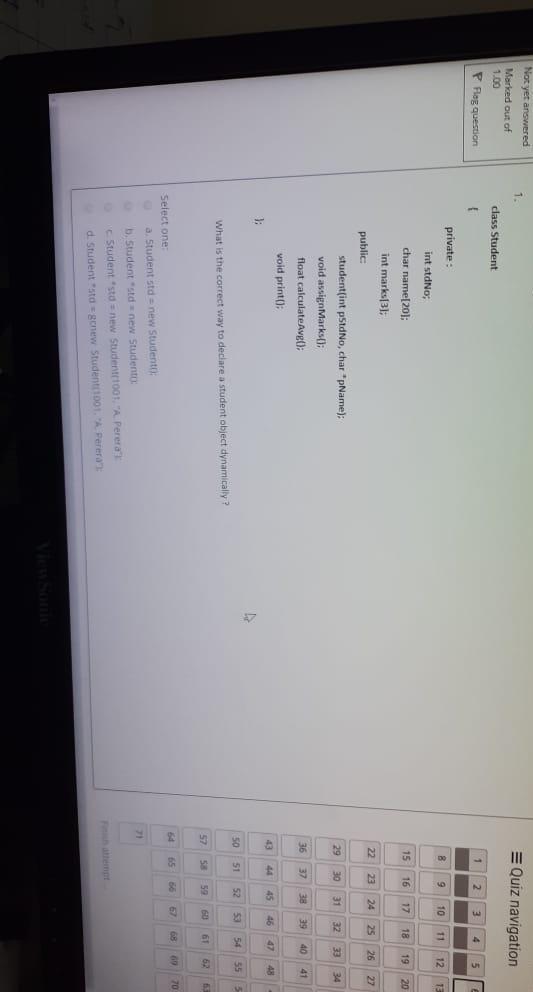 Not yet answered
Marked out of
1.00
Flag question
1.
class Student
{
private :
int stdNo;
char name[20];
int marks[3];
public:
student(int pStdNo, char *pName);
void assignMarks();
float calculateAvg();
void print();
};
What is the correct way to declare a student object dynamically ?
Select one:
a. Student std = new Student();
b. Student *std = new Student();
c. Student *std = new Student(1001, "A. Perera");
d. Student *std = gcnew Student(1001, "A. Perera");
Quiz navigation
1 2 3 4 5 6
8 9 10 11 12 13
15 16 17 18 19 20
22 23 24 25 26 27
29 30 31 32 33 34
36 37 38 39 40 41
43 44 45 46 47 48
50 51 52 53 54 55
57 58 59 60 61 62 63
64 65 66 67 68 69 70
71
Finish attempt ...
ViewSonic